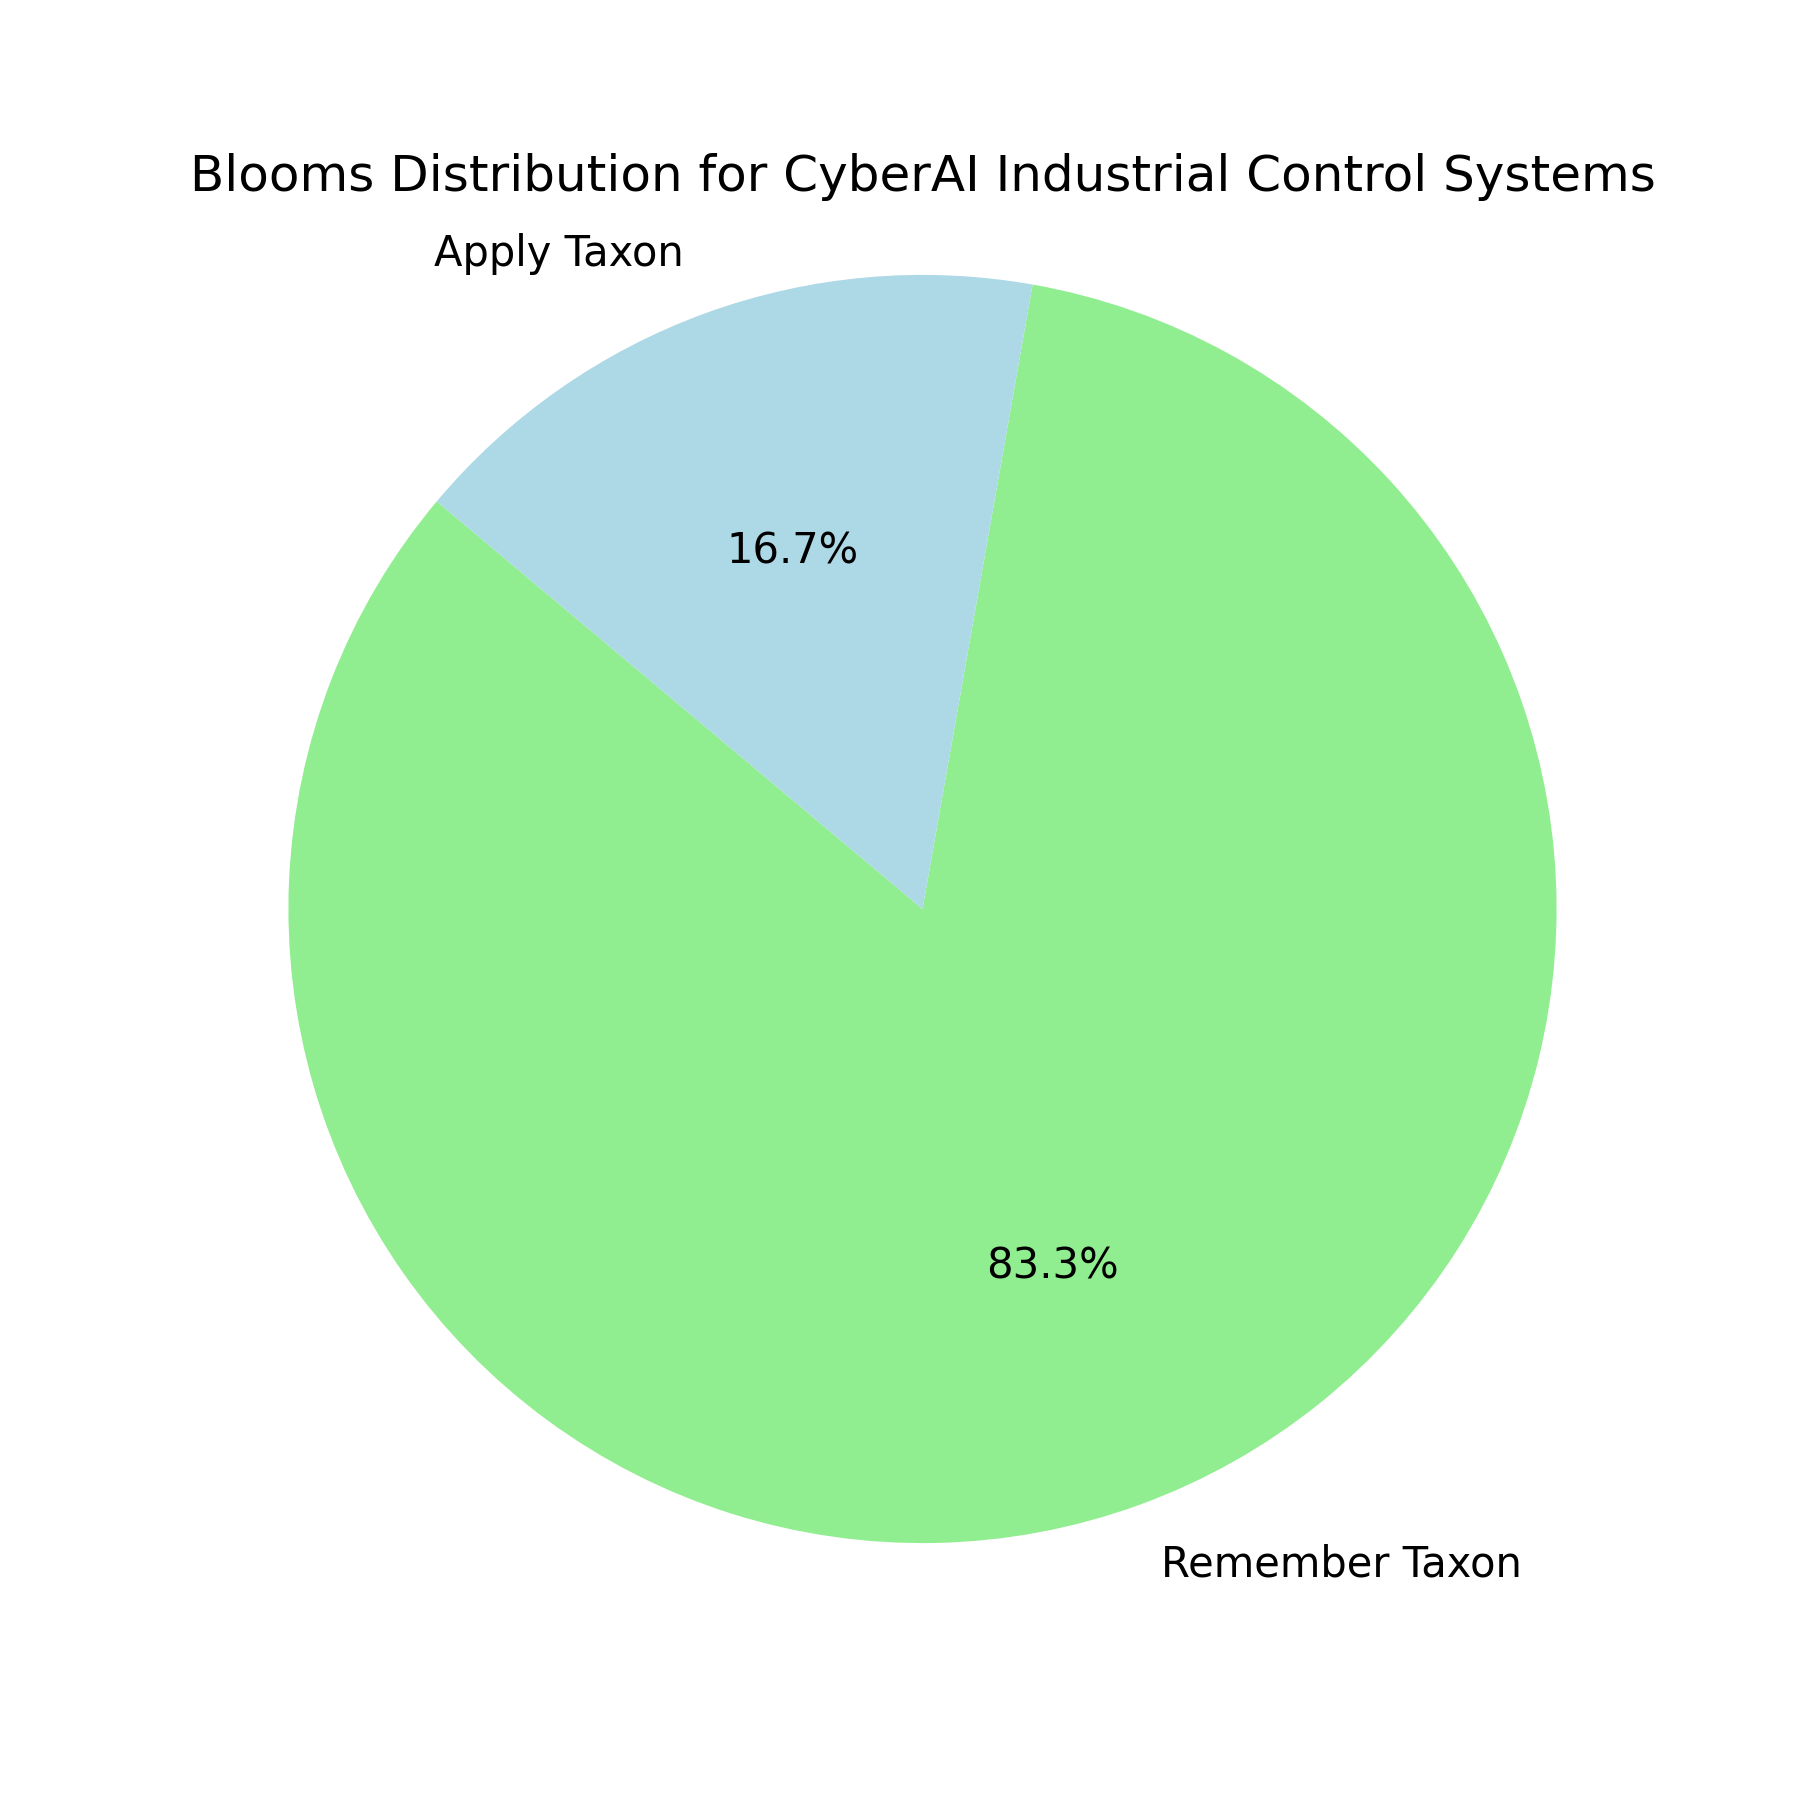 Blooms Distribution for CyberAI Industrial Control Systems
Apply Taxon
16.7%
83.3%
Remember Taxon